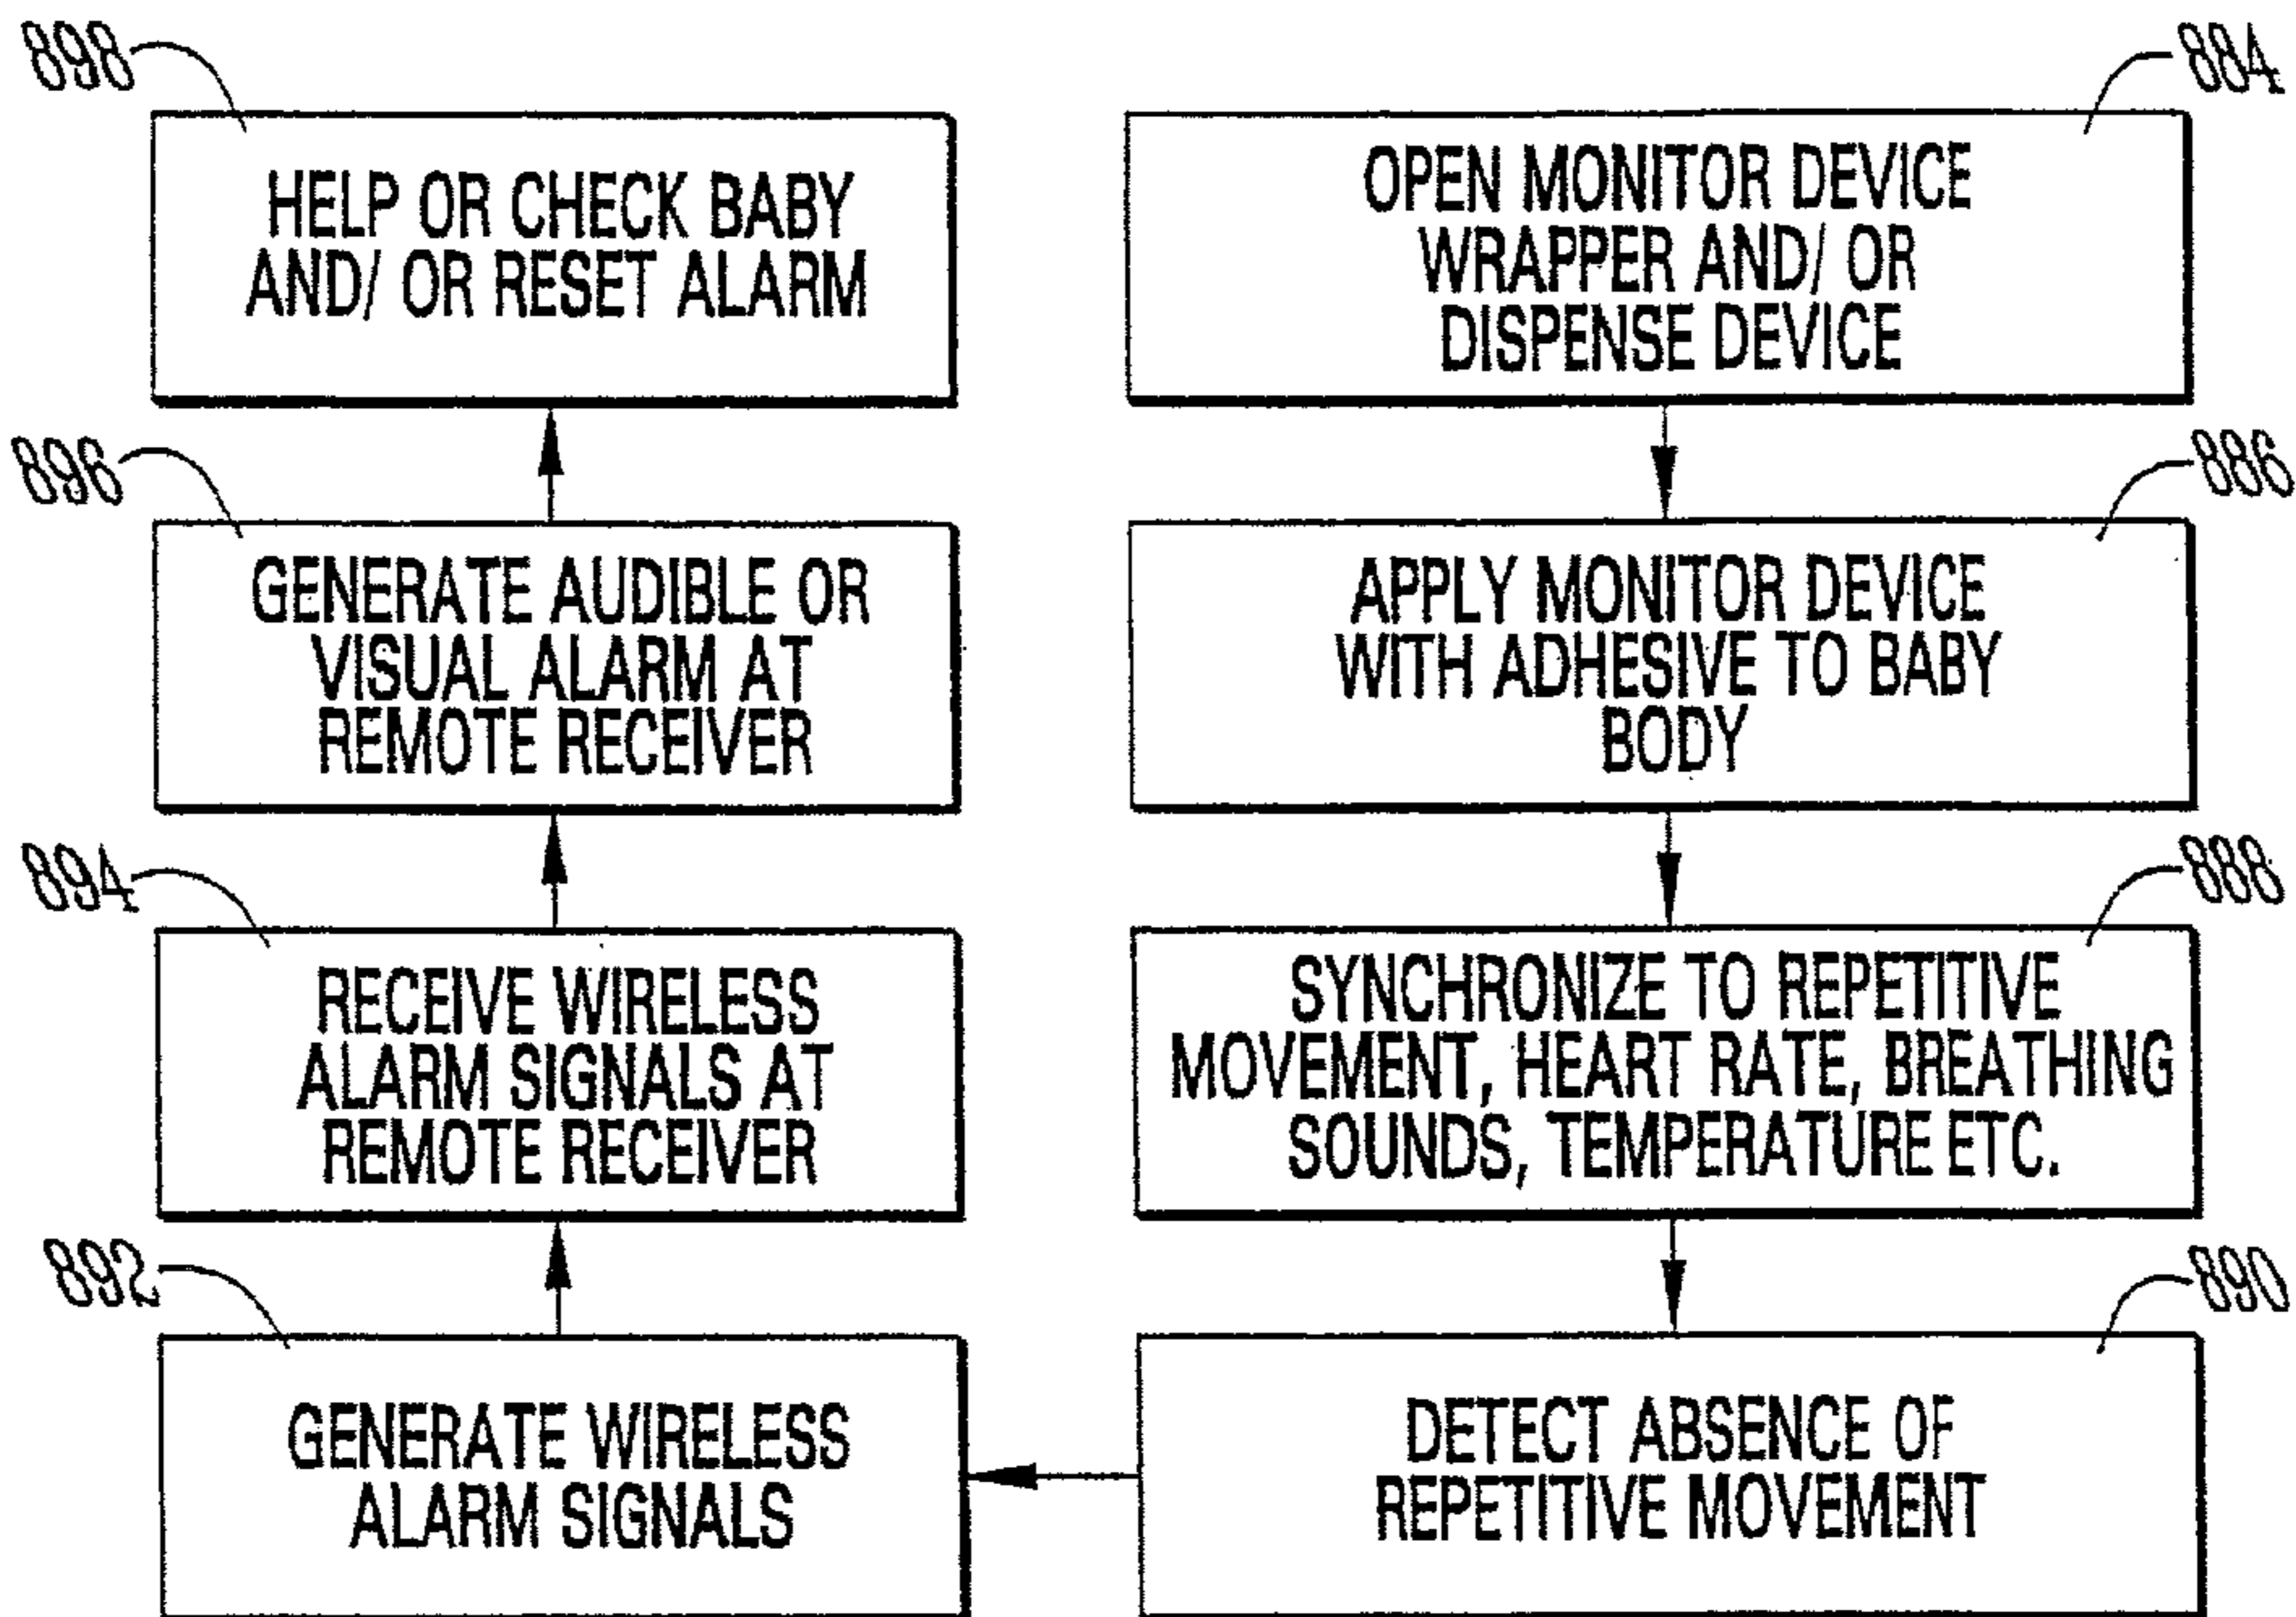 898
HELP OR CHECK BABY
AND/ OR RESET ALARM
896
GENERATE AUDIBLE OR
VISUAL ALARM AT
REMOTE RECEIVER
894
RECEIVE WIRELESS
ALARM SIGNALS AT
REMOTE RECEIVER
892
GENERATE WIRELESS
ALARM SIGNALS
884
OPEN MONITOR DEVICE
WRAPPER AND/ OR
DISPENSE DEVICE
886
APPLY MONITOR DEVICE
WITH ADHESIVE TO BABY
BODY
888
SYNCHRONIZE TO REPETITIVE
MOVEMENT, HEART RATE, BREATHING
SOUNDS, TEMPERATURE ETC.
890
DETECT ABSENCE OF
REPETITIVE MOVEMENT